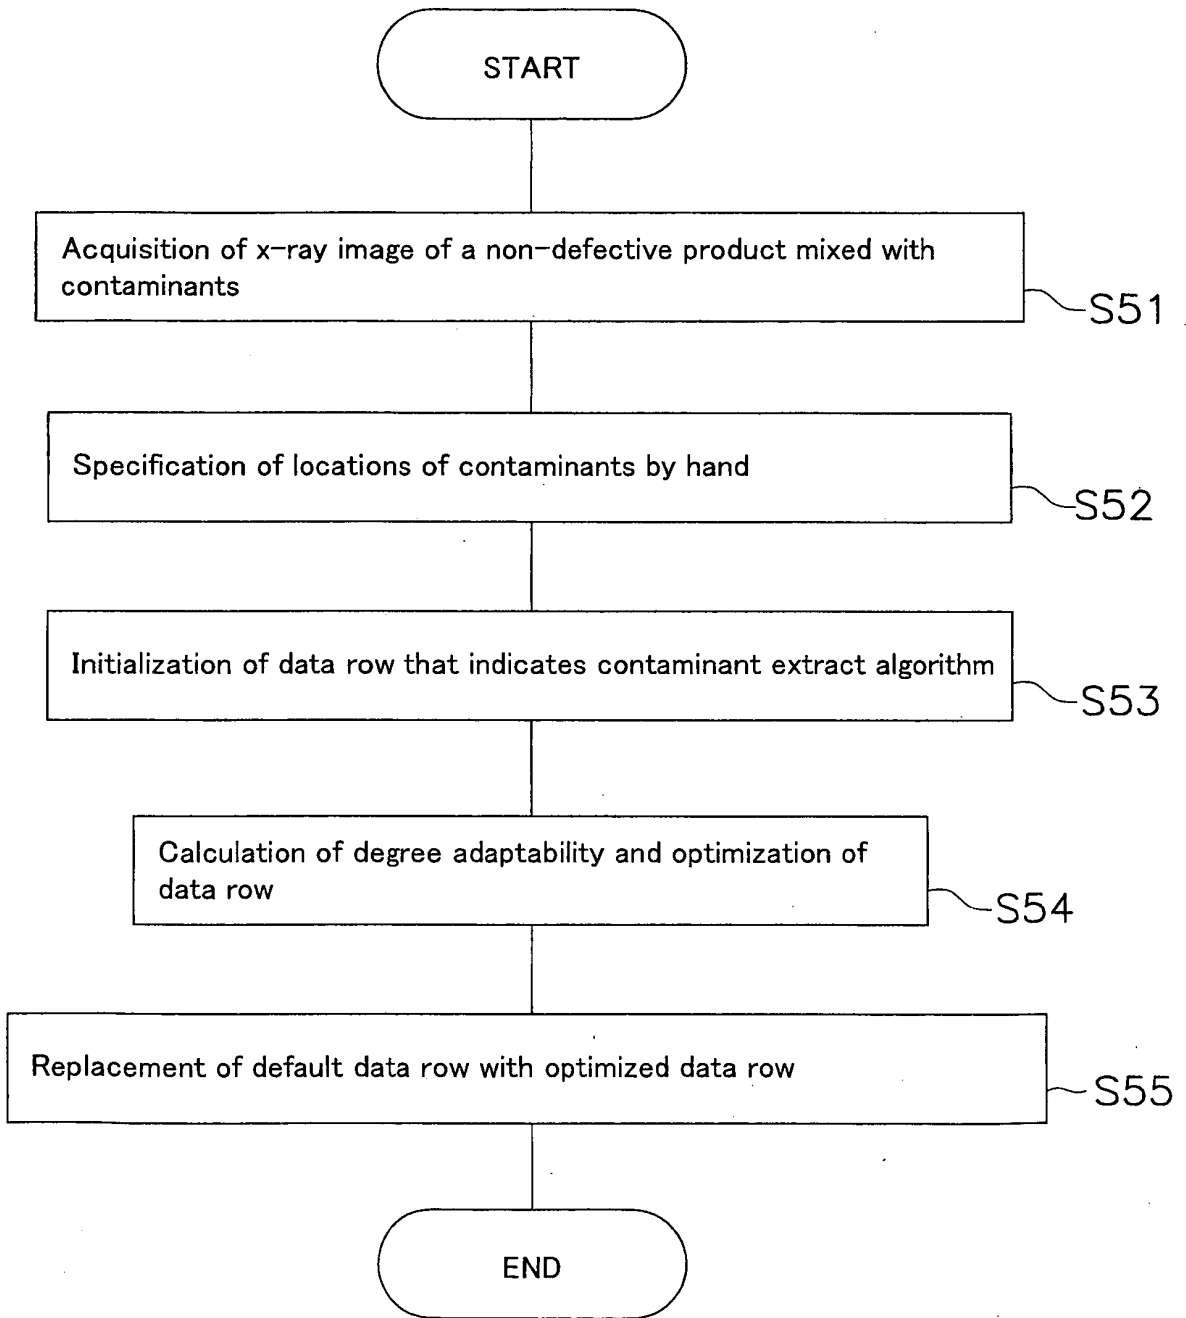 START
Acquisition of x-ray image of a non-defective product mixed with
contaminants
S51
Specification of locations of contaminants by hand
S52
Initialization of data row that indicates contaminant extract algorithm
S53
Calculation of degree adaptability and optimization of
data row
S54
Replacement of default data row with optimized data row
S55
END